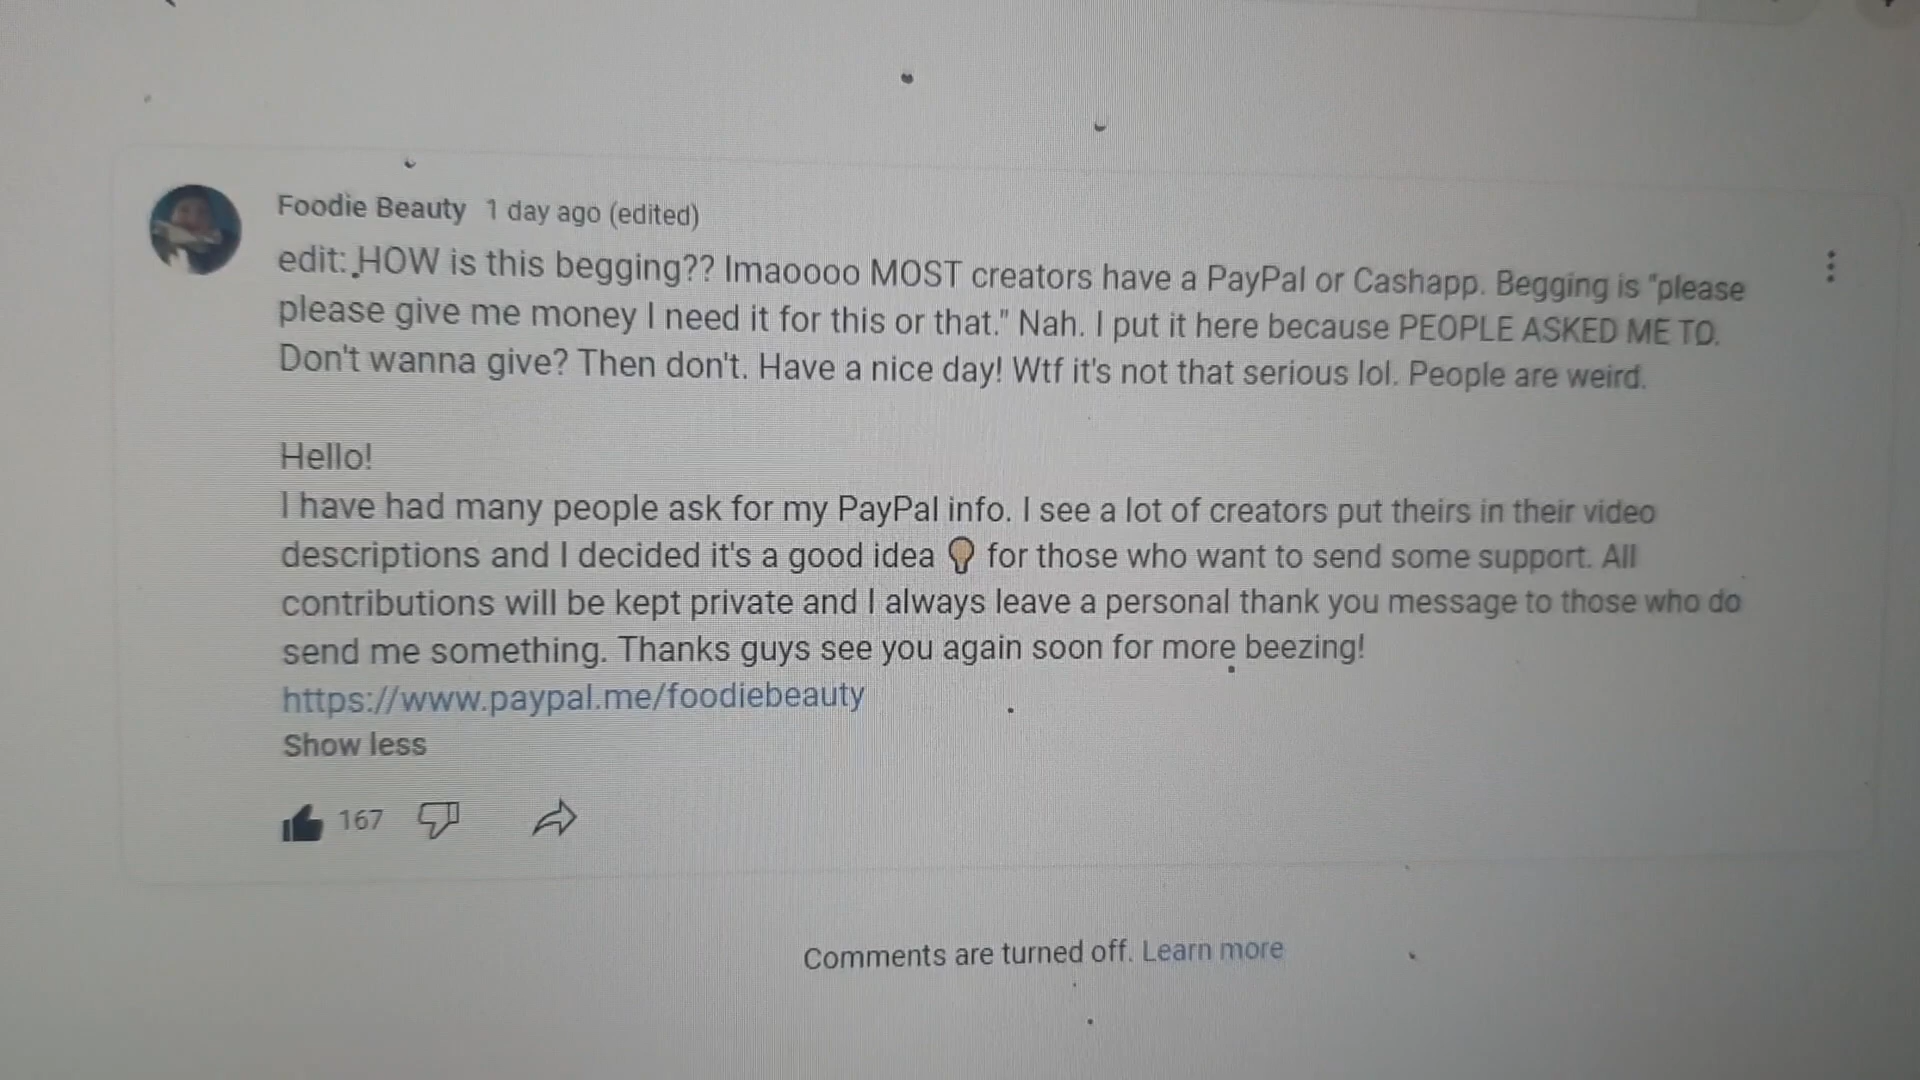 Foodie Beauty 1 day ago (edited)
edit: HOW is this begging?? lmaoooo MOST creators have a PayPal or Cashapp. Begging is "please
please give me money I need it for this or that." Nah. I put it here because PEOPLE ASKED ME TO.
Don't wanna give? Then don't. Have a nice day! Wtf it's not that serious lol. People are weird.
Hello!
I have had many people ask for my PayPal info. I see a lot of creators put theirs in their video
descriptions and I decided it's a good idea 💡 for those who want to send some support. All
contributions will be kept private and I always leave a personal thank you message to those who do
send me something. Thanks guys see you again soon for more beezing!
https://www.paypal.me/foodiebeauty
Show less
167
Comments are turned off. Learn more